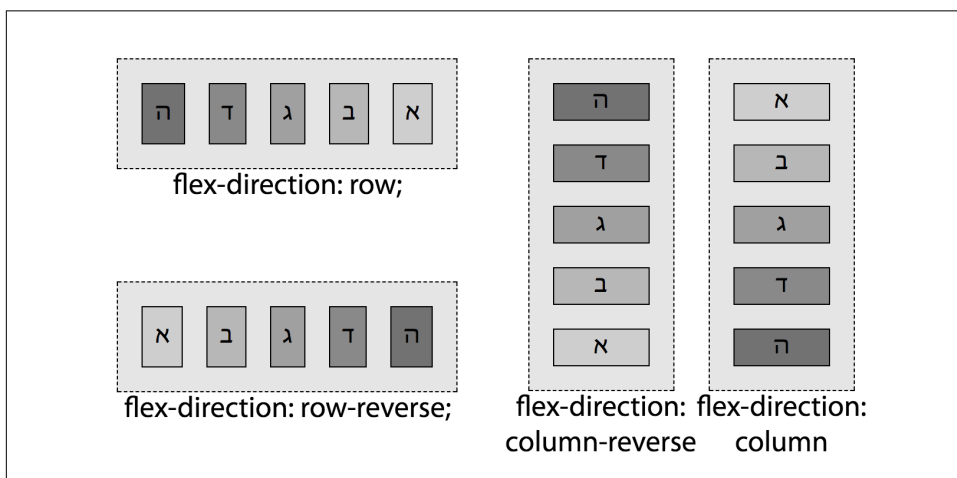 א ב ג ד ה
flex-direction: row;
א ב ג ד ה
flex-direction: row-reverse;
ה
ד
ג
ב
א
flex-direction:
column-reverse
א
ב
ג
ד
ה
flex-direction:
column